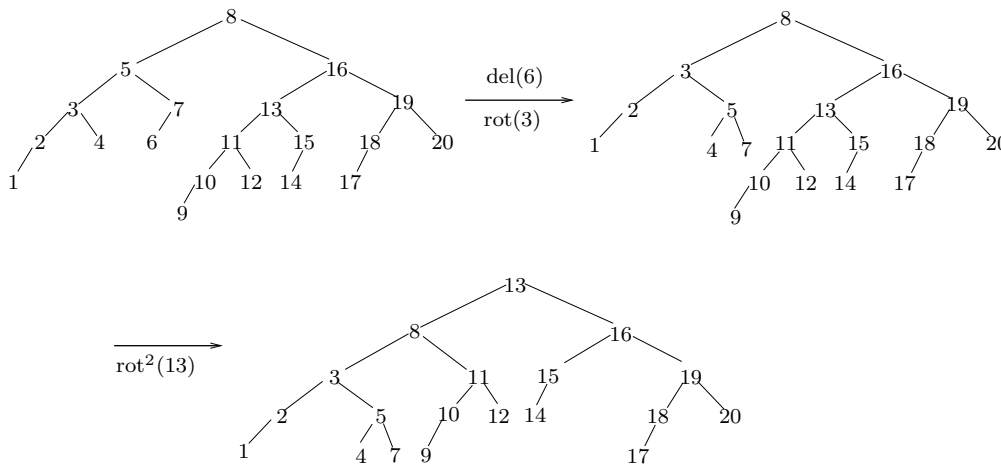 8 8
5 16 del(6) 3 16
3 7 13 19 rot(3) 2 5 13 19
2 4 6 11 15 18 20 1 4 7 11 15 18 20
1 10 12 14 17 10 12 14 17
9 9
13
8 16
rot²(13) 3 11 15 19
2 5 10 12 14 18 20
1 4 7 9 17